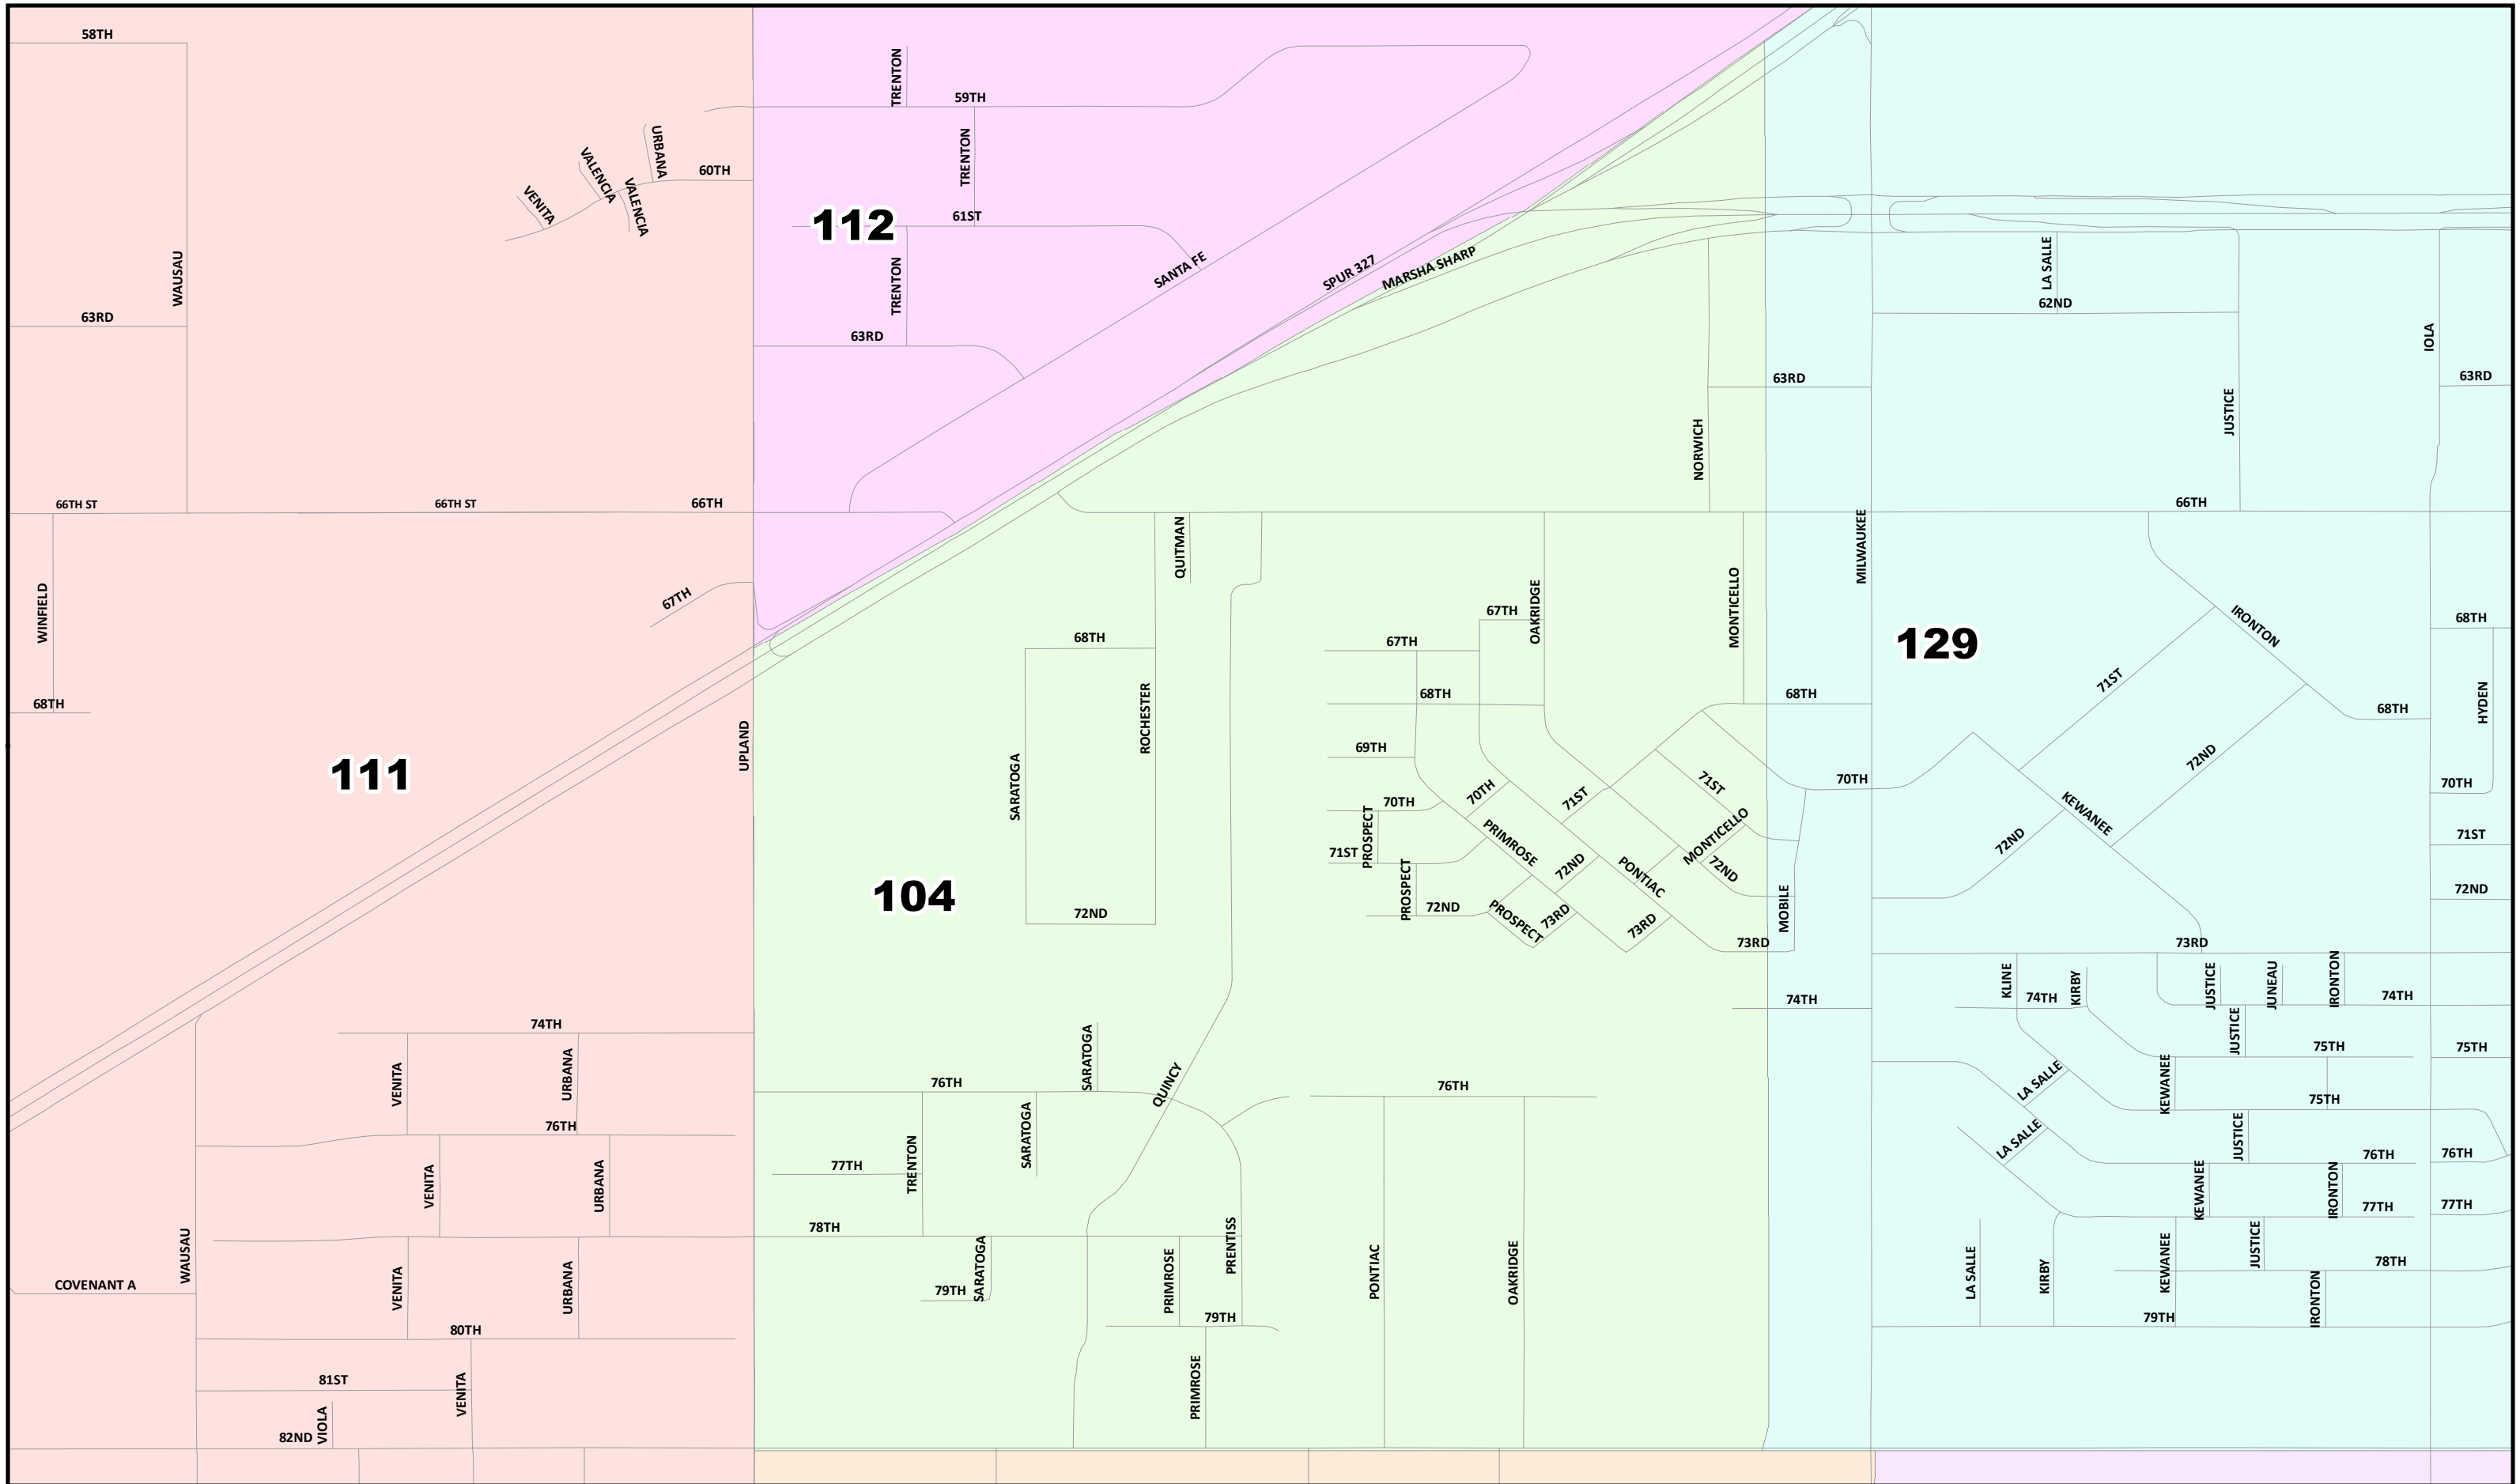 58TH
TRENTON
59TH
URBANA
VALENCIA
TRENTON
60TH
VENITA
VALENCIA
112
61ST
WAUSAU
TRENTON
SANTA FE
SPUR 327
MARSHA SHARP
LA SALLE
62ND
63RD
63RD
IOLA
63RD
63RD
JUSTICE
NORWICH
66TH ST
66TH ST
66TH
66TH
QUITMAN
MILWAUKEE
WINFIELD
67TH
67TH
OAKRIDGE
MONTICELLO
IRONTON
68TH
68TH
67TH
129
68TH
68TH
68TH
71ST
68TH
HYDEN
ROCHESTER
UPLAND
SARATOGA
69TH
72ND
111
70TH
71ST
70TH
70TH
70TH
71ST
KEWANEE
PROSPECT
PRIMROSE
MONTICELLO
72ND
71ST
71ST
PROSPECT
72ND
PONTIAC
72ND
72ND
104
72ND
72ND
PROSPECT
73RD
73RD
MOBILE
73RD
73RD
KLINE
KIRBY
JUSTICE
JUNEAU
IRONTON
74TH
74TH
74TH
74TH
JUSTICE
75TH
75TH
VENITA
URBANA
SARATOGA
76TH
QUINCY
76TH
LA SALLE
KEWANEE
75TH
76TH
SARATOGA
LA SALLE
JUSTICE
76TH
76TH
77TH
TRENTON
VENITA
URBANA
KEWANEE
IRONTON
77TH
77TH
78TH
PRENTISS
WAUSAU
SARATOGA
PRIMROSE
PONTIAC
OAKRIDGE
LA SALLE
KIRBY
KEWANEE
JUSTICE
78TH
COVENANT A
VENITA
URBANA
79TH
IRONTON
79TH
79TH
80TH
81ST
VENITA
PRIMROSE
VIOLA
82ND